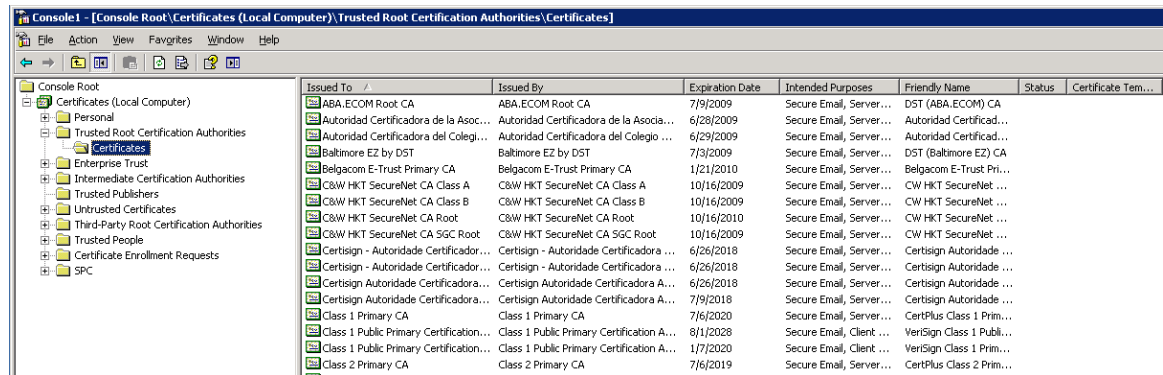 Console1 - [Console Root\Certificates (Local Computer)\Trusted Root Certification Authorities\Certificates]
File Action View Favorites Window Help
Console Root
Certificates (Local Computer)
Personal
Trusted Root Certification Authorities
Certificates
Enterprise Trust
Intermediate Certification Authorities
Trusted Publishers
Untrusted Certificates
Third-Party Root Certification Authorities
Trusted People
Certificate Enrollment Requests
SPC
Issued To Issued By Expiration Date Intended Purposes Friendly Name Status Certificate Tem...
ABA.ECOM Root CA ABA.ECOM Root CA 7/9/2009 Secure Email, Server... DST (ABA.ECOM) CA
Autoridad Certificadora de la Asoc... Autoridad Certificadora de la Asocia... 6/28/2009 Secure Email, Server... Autoridad Certificad...
Autoridad Certificadora del Colegi... Autoridad Certificadora del Colegio ... 6/29/2009 Secure Email, Server... Autoridad Certificad...
Baltimore EZ by DST Baltimore EZ by DST 7/3/2009 Secure Email, Server... DST (Baltimore EZ) CA
Belgacom E-Trust Primary CA Belgacom E-Trust Primary CA 1/21/2010 Secure Email, Server... Belgacom E-Trust Pri...
C&W HKT SecureNet CA Class A C&W HKT SecureNet CA Class A 10/16/2009 Secure Email, Server... CW HKT SecureNet ...
C&W HKT SecureNet CA Class B C&W HKT SecureNet CA Class B 10/16/2009 Secure Email, Server... CW HKT SecureNet ...
C&W HKT SecureNet CA Root C&W HKT SecureNet CA Root 10/16/2010 Secure Email, Server... CW HKT SecureNet ...
C&W HKT SecureNet CA SGC Root C&W HKT SecureNet CA SGC Root 10/16/2009 Secure Email, Server... CW HKT SecureNet ...
Certisign - Autoridade Certificador... Certisign - Autoridade Certificadora ... 6/26/2018 Secure Email, Server... Certisign Autoridade ...
Certisign - Autoridade Certificador... Certisign - Autoridade Certificadora ... 6/26/2018 Secure Email, Server... Certisign Autoridade ...
Certisign Autoridade Certificadora... Certisign Autoridade Certificadora A... 6/26/2018 Secure Email, Server... Certisign Autoridade ...
Certisign Autoridade Certificadora... Certisign Autoridade Certificadora A... 7/9/2018 Secure Email, Server... Certisign Autoridade ...
Class 1 Primary CA Class 1 Primary CA 7/6/2020 Secure Email, Server... CertPlus Class 1 Prim...
Class 1 Public Primary Certification... Class 1 Public Primary Certification A... 8/1/2028 Secure Email, Client ... VeriSign Class 1 Publi...
Class 1 Public Primary Certification... Class 1 Public Primary Certification A... 1/7/2020 Secure Email, Client ... VeriSign Class 1 Prim...
Class 2 Primary CA Class 2 Primary CA 7/6/2019 Secure Email, Server... CertPlus Class 2 Prim...